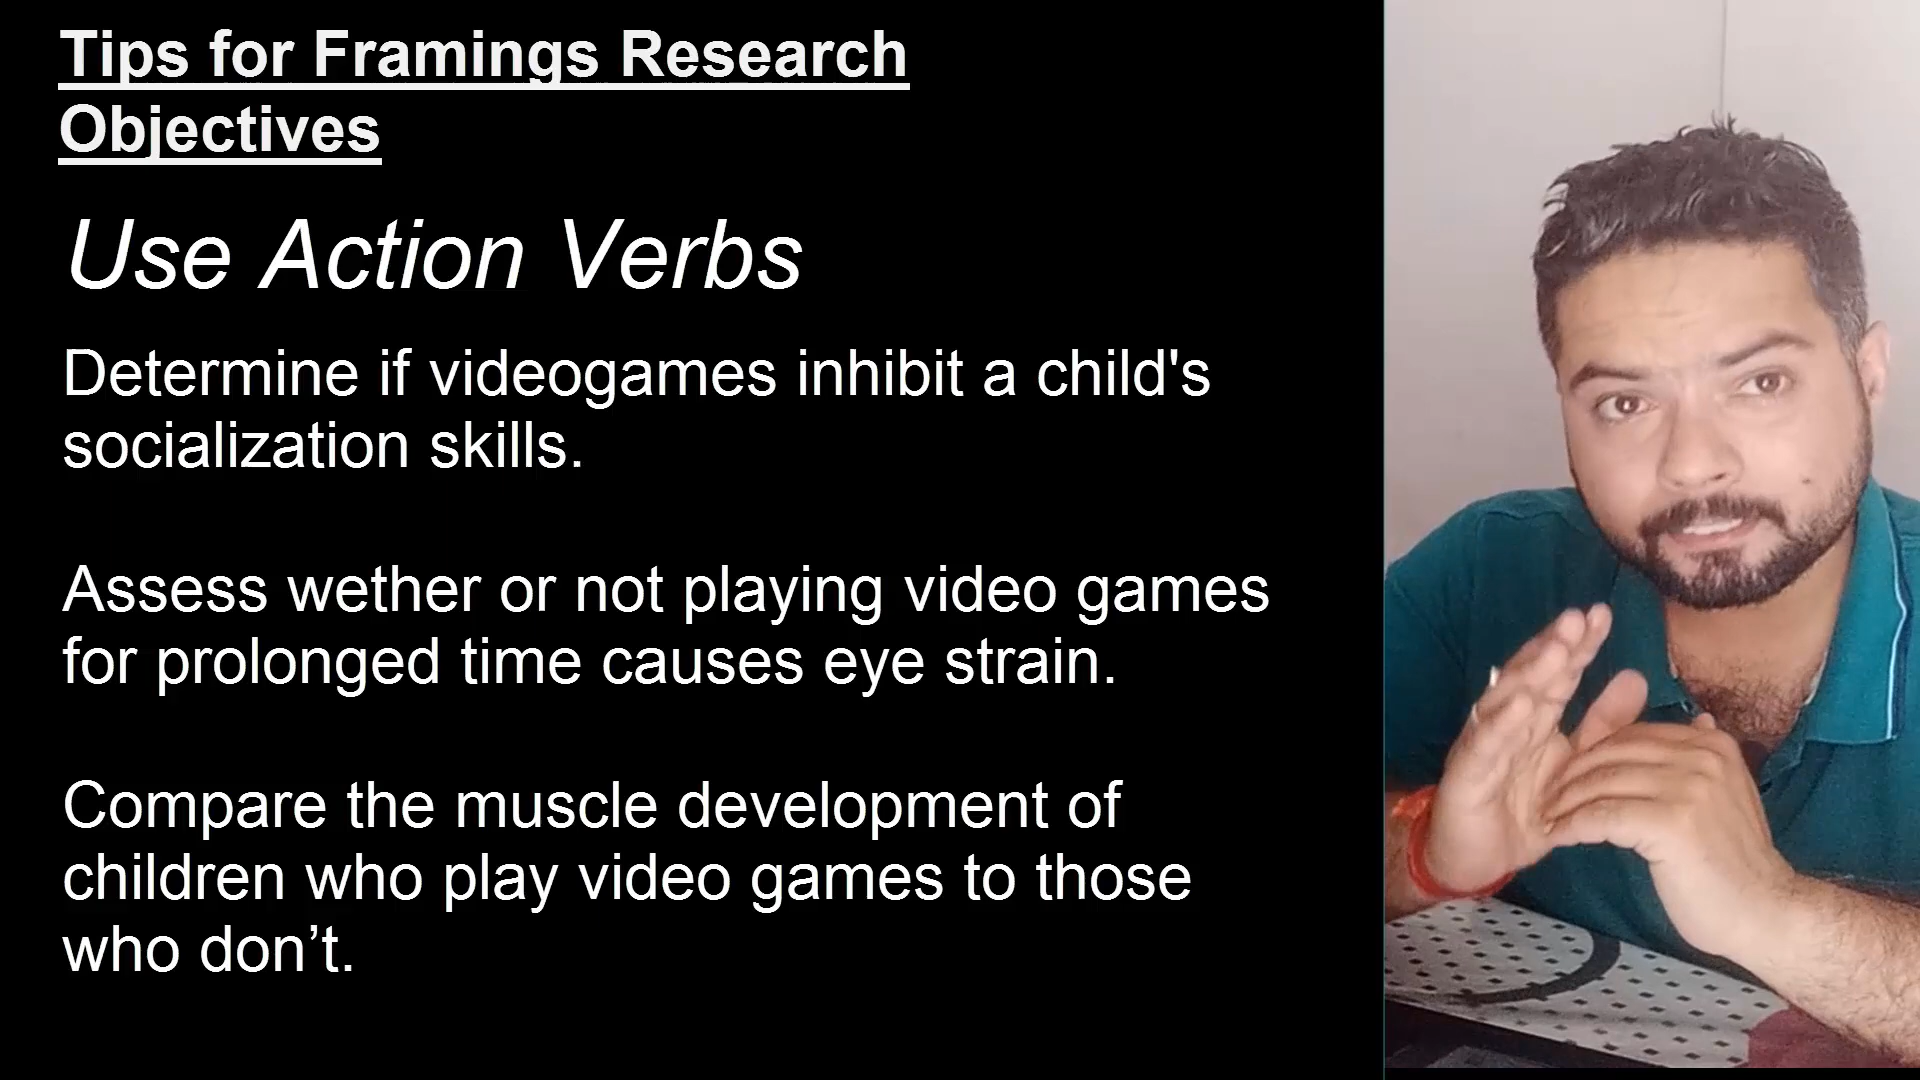 Tips for Framings Research
Objectives
Use Action Verbs
Determine if videogames inhibit a child's
socialization skills.
Assess wether or not playing video games
for prolonged time causes eye strain.
Compare the muscle development of
children who play video games to those
who don’t.